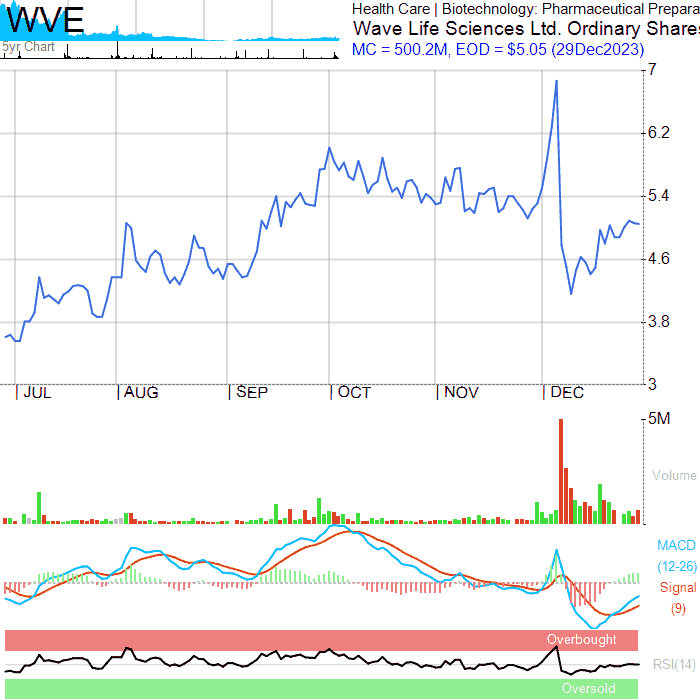 WVE
5yr Chart
Health Care | Biotechnology: Pharmaceutical Prepara
Wave Life Sciences Ltd. Ordinary Shares
MC = 500.2M, EOD = $5.05 (29Dec2023)
7
6.2
5.4
4.6
3.8
3
JUL AUG SEP OCT NOV DEC
5M
Volume
MACD
(12-26)
Signal
(9)
Overbought
RSI(14)
Oversold